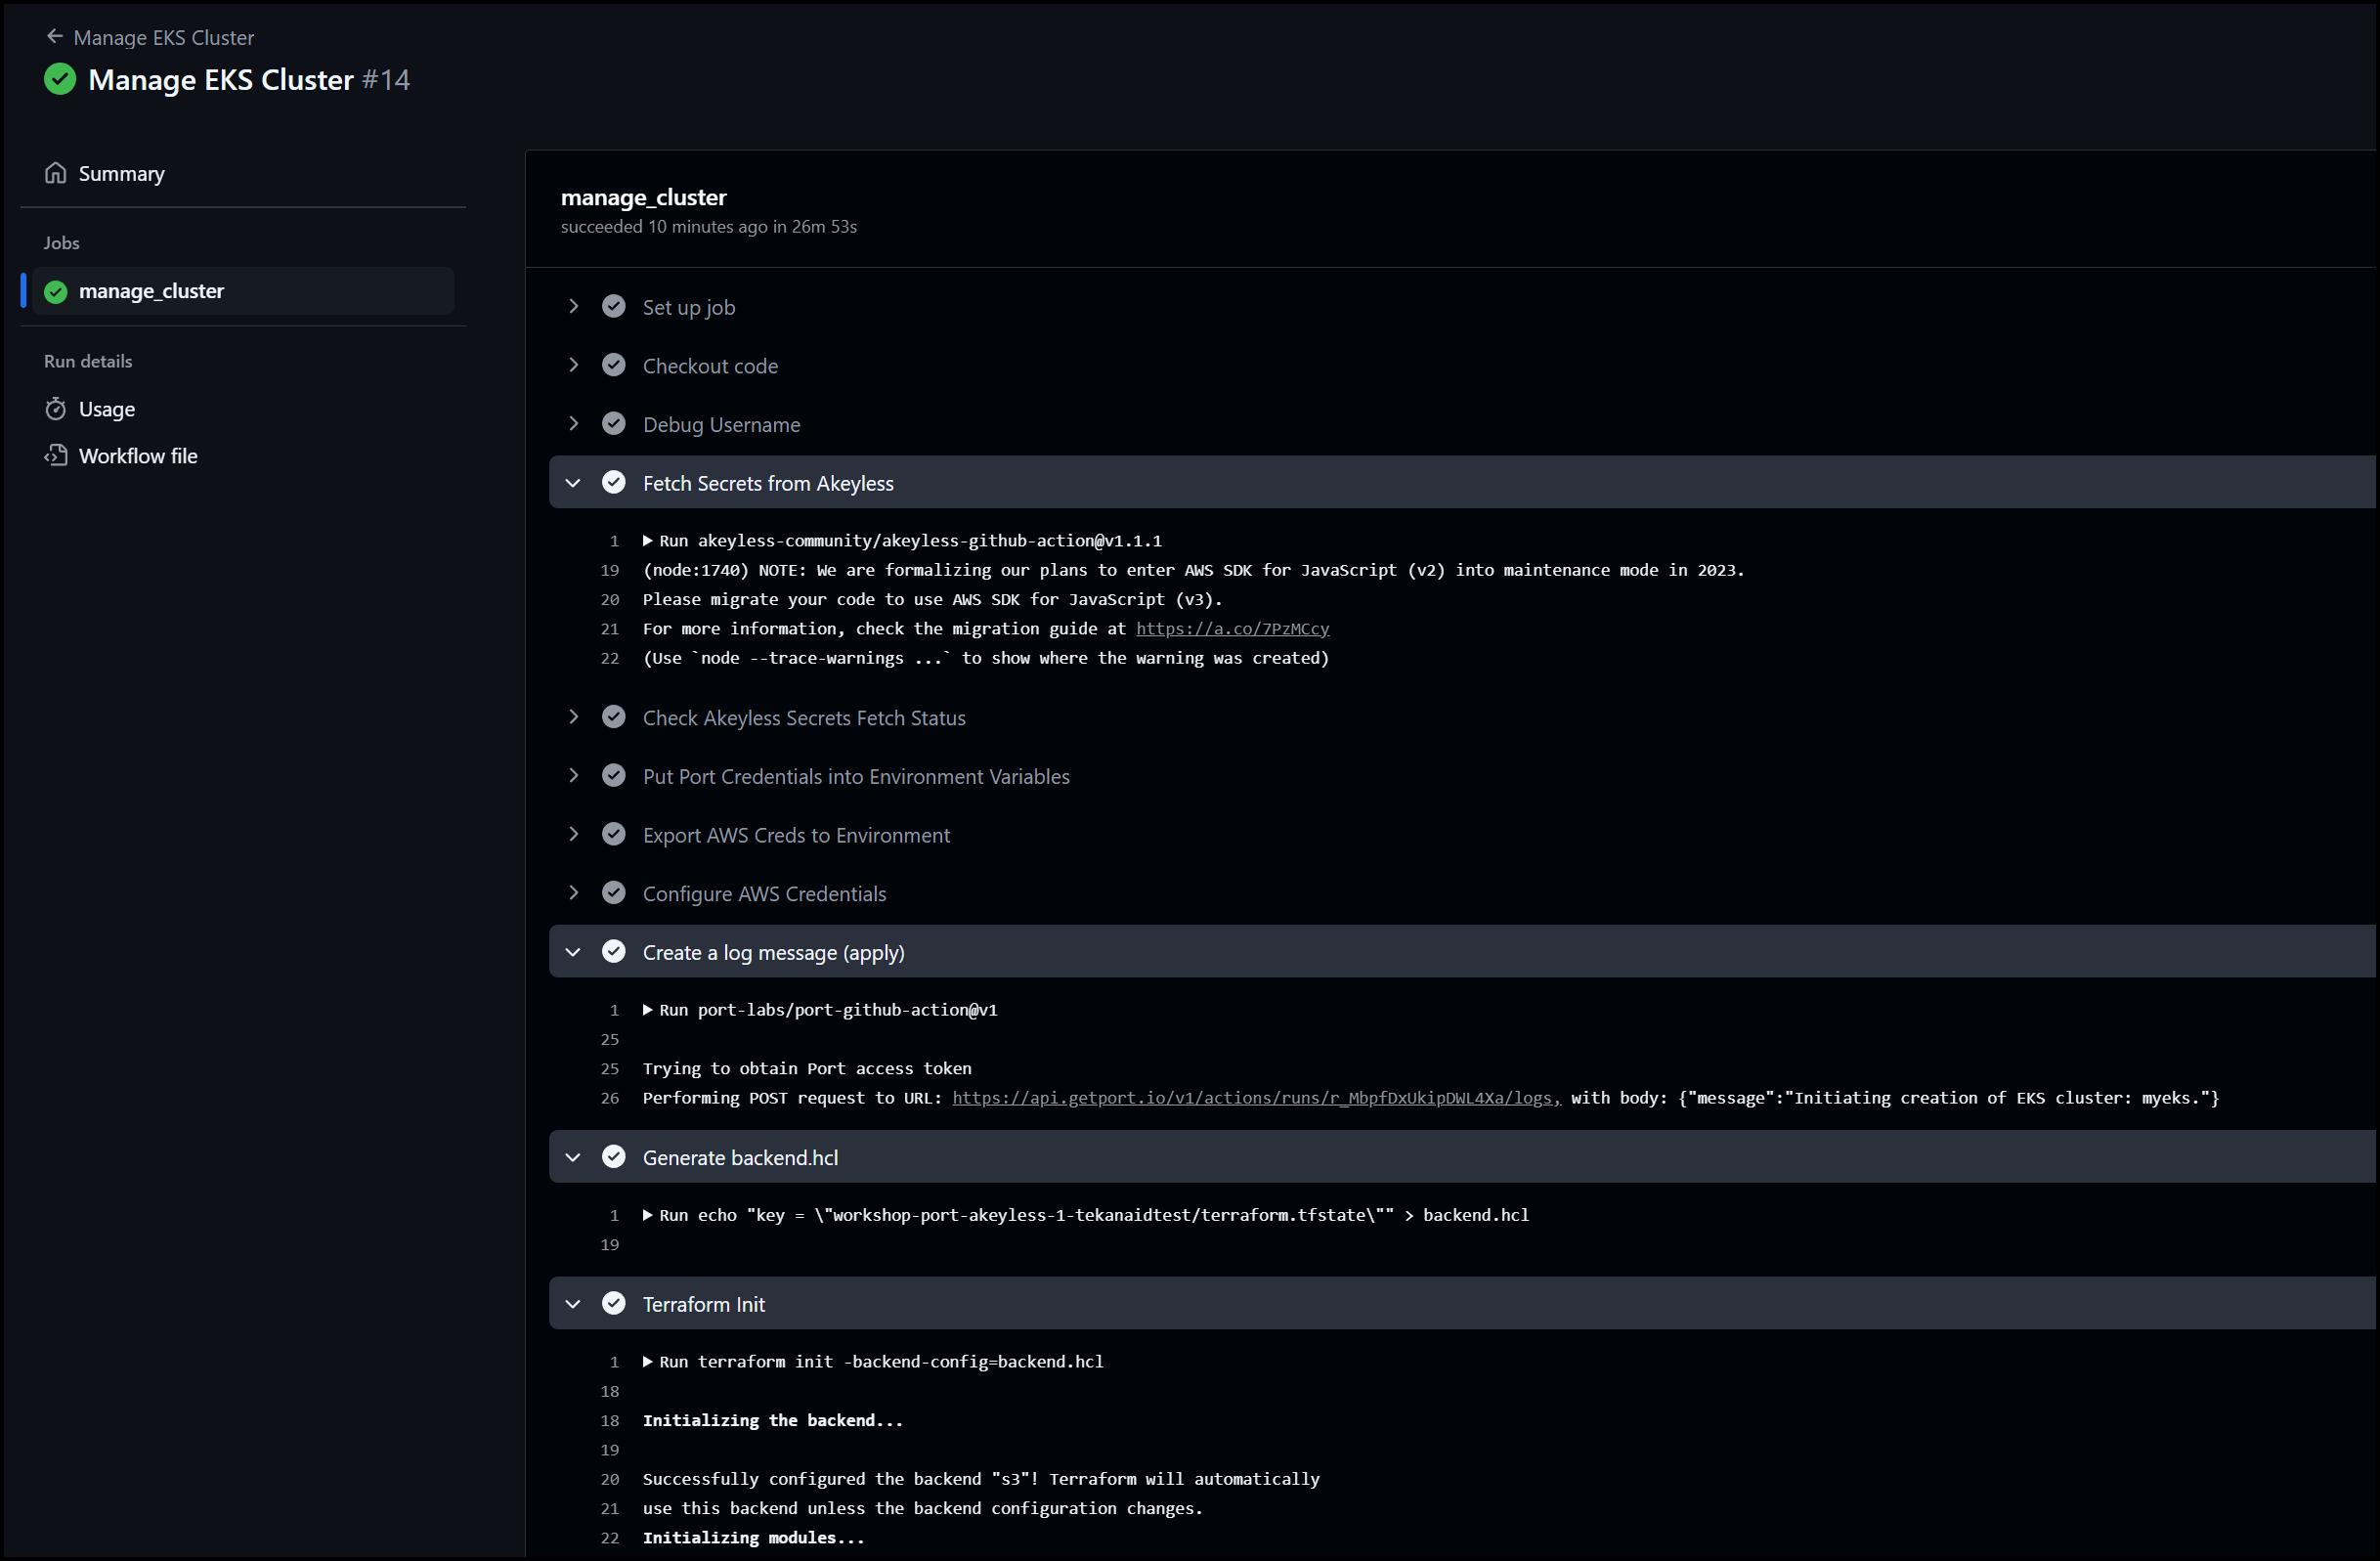 Manage EKS Cluster
Manage EKS Cluster #14
Summary
Jobs
manage_cluster
Run details
Usage
Workflow file
manage_cluster
succeeded 10 minutes ago in 26m 53s
Set up job
Checkout code
Debug Username
Fetch Secrets from Akeyless
1 Run akeyless-community/akeyless-github-action@v1.1.1
19 (node:1740) NOTE: We are formalizing our plans to enter AWS SDK for JavaScript (v2) into maintenance mode in 2023.
20 Please migrate your code to use AWS SDK for JavaScript (v3).
21 For more information, check the migration guide at https://a.co/7PzMCcy
22 (Use `node --trace-warnings ...` to show where the warning was created)
Check Akeyless Secrets Fetch Status
Put Port Credentials into Environment Variables
Export AWS Creds to Environment
Configure AWS Credentials
Create a log message (apply)
1 Run port-labs/port-github-action@v1
25
25 Trying to obtain Port access token
26 Performing POST request to URL: https://api.getport.io/v1/actions/runs/r_MbpfDxUkipDWL4Xa/logs, with body: {"message":"Initiating creation of EKS cluster: myeks."}
Generate backend.hcl
1 Run echo "key = \"workshop-port-akeyless-1-tekanaidtest/terraform.tfstate\"" > backend.hcl
19
Terraform Init
1 Run terraform init -backend-config=backend.hcl
18
18 Initializing the backend...
19
20 Successfully configured the backend "s3"! Terraform will automatically
21 use this backend unless the backend configuration changes.
22 Initializing modules...